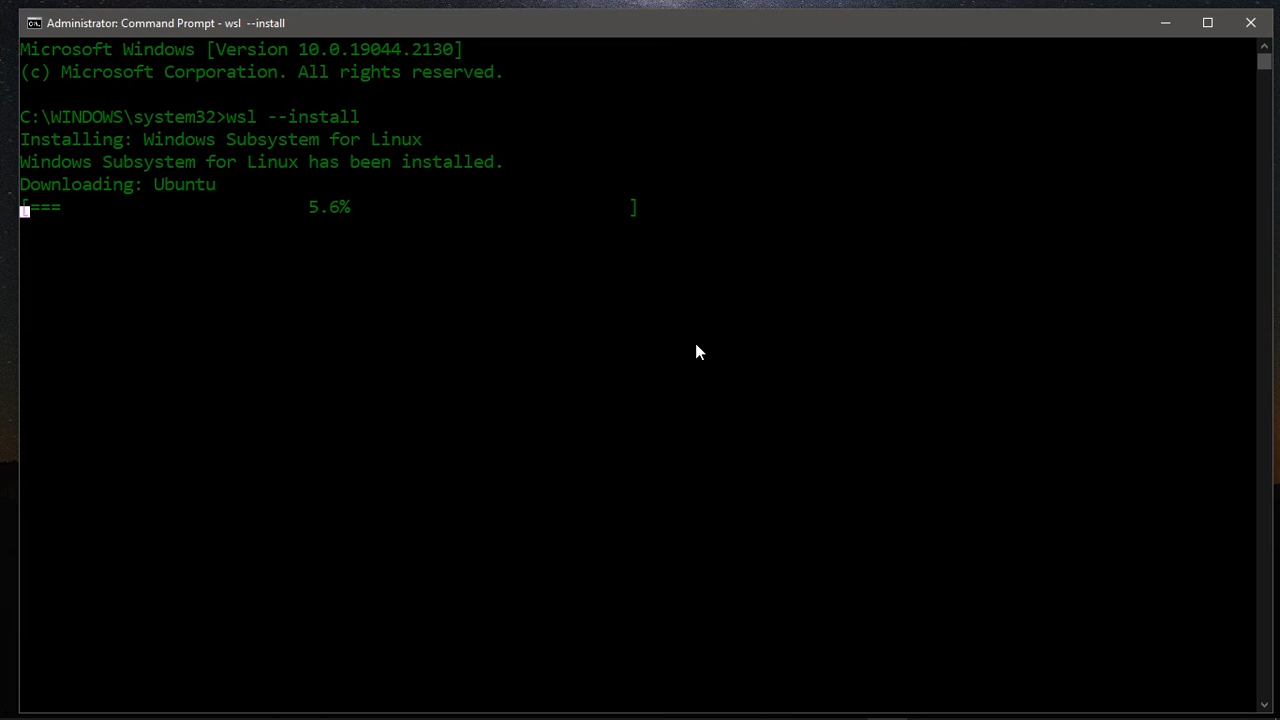 Administrator: Command Prompt - wsl  --install
Microsoft Windows [Version 10.0.19044.2130]
(c) Microsoft Corporation. All rights reserved.
C:\WINDOWS\system32>wsl --install
Installing: Windows Subsystem for Linux
Windows Subsystem for Linux has been installed.
Downloading: Ubuntu
[===                        5.6%                           ]